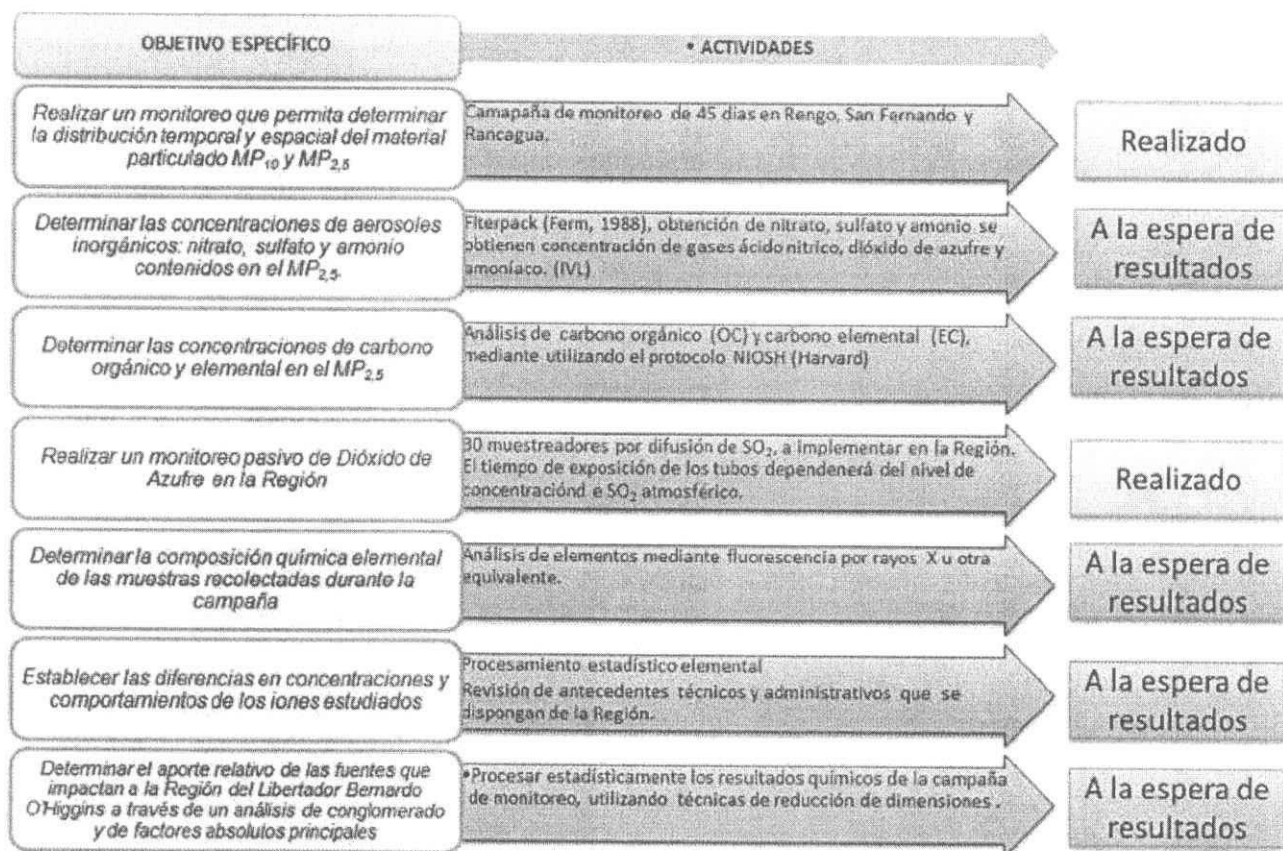 OBJETIVO ESPECÍFICO
• ACTIVIDADES
Realizar un monitoreo que permita determinar
la distribución temporal y espacial del material
particulado MP10 y MP2,5
Camapaña de monitoreo de 45 dias en Rengo, San Fernando y
Rancagua.
Realizado
Determinar las concentraciones de aerosoles
inorgánicos: nitrato, sulfato y amonio
contenidos en el MP2,5.
Fiterpack (Ferm, 1988), obtención de nitrato, sulfato y amonio se
obtienen concentración de gases ácido nítrico, dióxido de azufre y
amoníaco. (IVL)
A la espera de
resultados
Determinar las concentraciones de carbono
orgánico y elemental en el MP2,5
Análisis de carbono orgánico (OC) y carbono elemental (EC),
mediante utilizando el protocolo NIOSH (Harvard)
A la espera de
resultados
Realizar un monitoreo pasivo de Dióxido de
Azufre en la Región
30 muestreadores por difusión de SO2, a implementar en la Región.
El tiempo de exposición de los tubos dependenerá del nivel de
concentraciónd e SO2 atmosférico.
Realizado
Determinar la composición química elemental
de las muestras recolectadas durante la
campaña
Análisis de elementos mediante fluorescencia por rayos X u otra
equivalente.
A la espera de
resultados
Establecer las diferencias en concentraciones y
comportamientos de los iones estudiados
Procesamiento estadístico elemental
Revisión de antecedentes técnicos y administrativos que se
dispongan de la Región.
A la espera de
resultados
Determinar el aporte relativo de las fuentes que
impactan a la Región del Libertador Bernardo
O'Higgins a través de un análisis de conglomerado
y de factores absolutos principales
•Procesar estadísticamente los resultados químicos de la campaña
de monitoreo, utilizando técnicas de reducción de dimensiones .
A la espera de
resultados